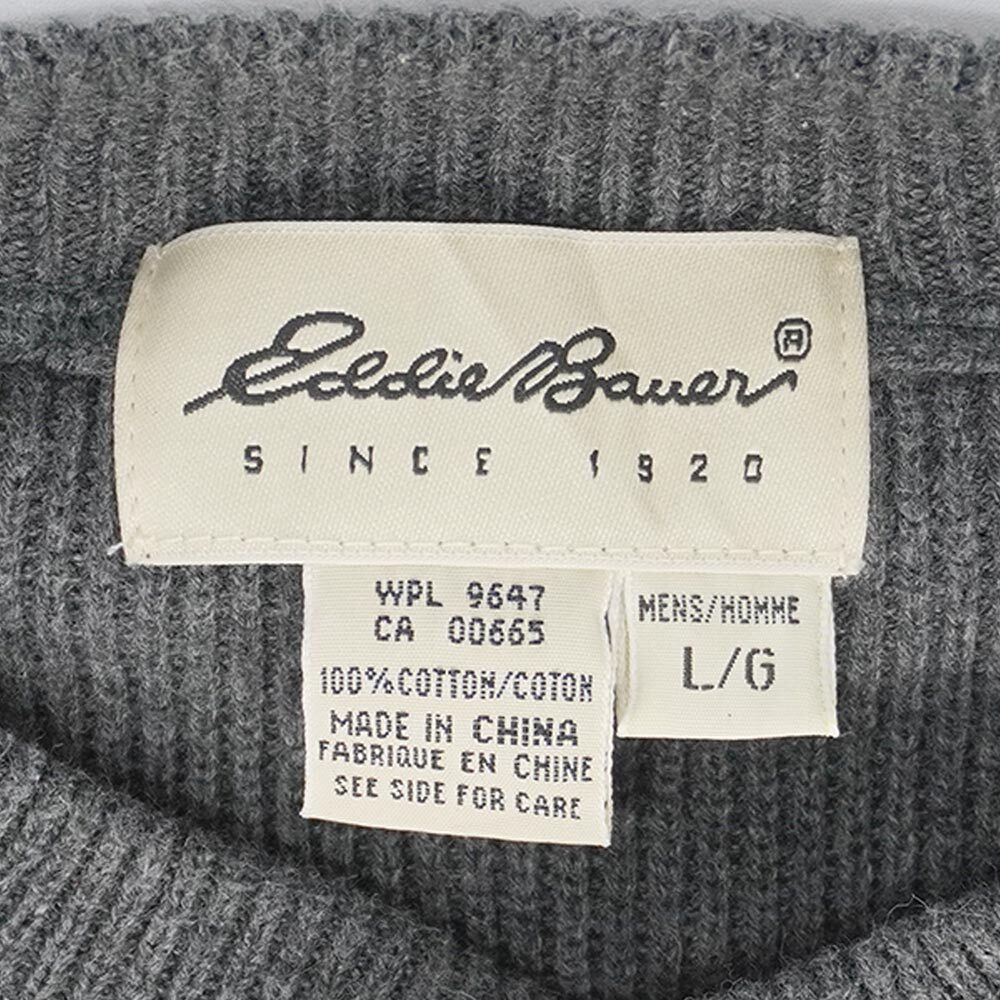 Eddie Bauer ®
SINCE 1920
WPL 9647
CA 00665
100% COTTON/COTON
MADE IN CHINA
FABRIQUE EN CHINE
SEE SIDE FOR CARE
MENS/HOMME
L/G